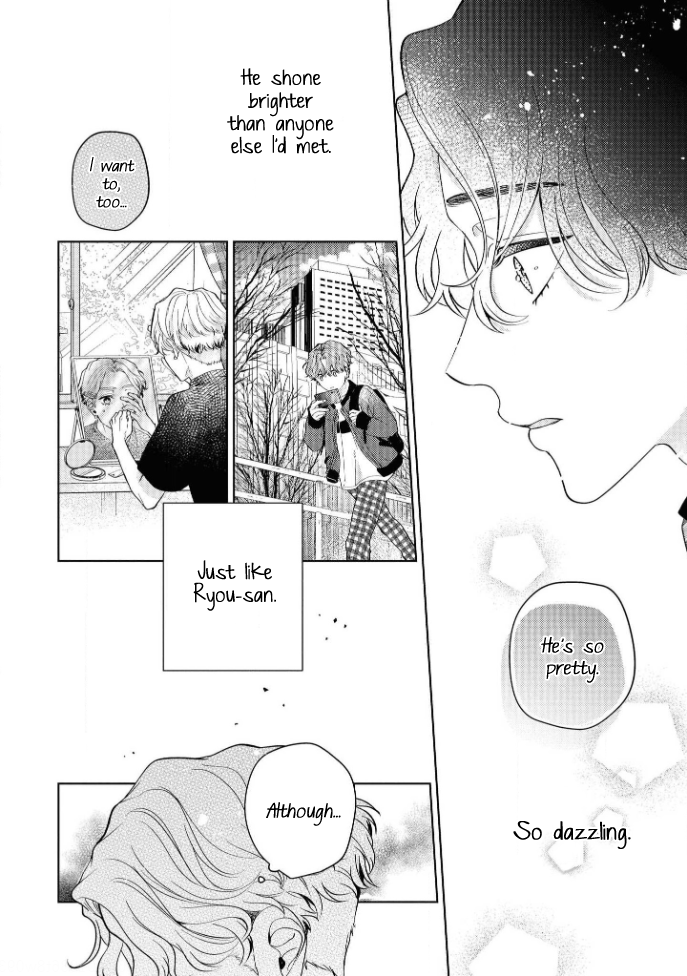 He's so
pretty.
So dazzling.
He shone
brighter
than anyone
else I'd met.
I want
to,
too...
Just like
Ryou-san.
Although...